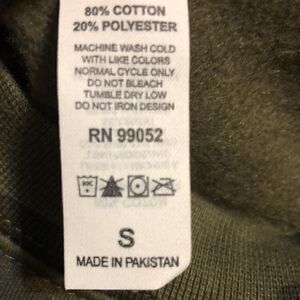 80% COTTON
20% POLYESTER
MACHINE WASH COLD
WITH LIKE COLORS
NORMAL CYCLE ONLY
DO NOT BLEACH
TUMBLE DRY LOW
DO NOT IRON DESIGN
RN 99052
S
MADE IN PAKISTAN